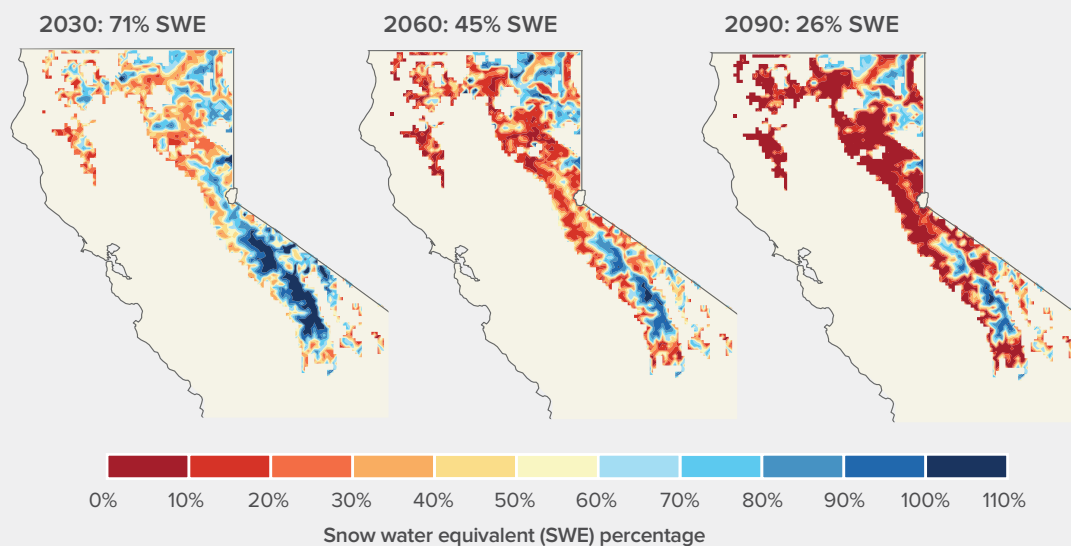 2030: 71% SWE
2060: 45% SWE
2090: 26% SWE
0% 10% 20% 30% 40% 50% 60% 70% 80% 90% 100% 110%
Snow water equivalent (SWE) percentage